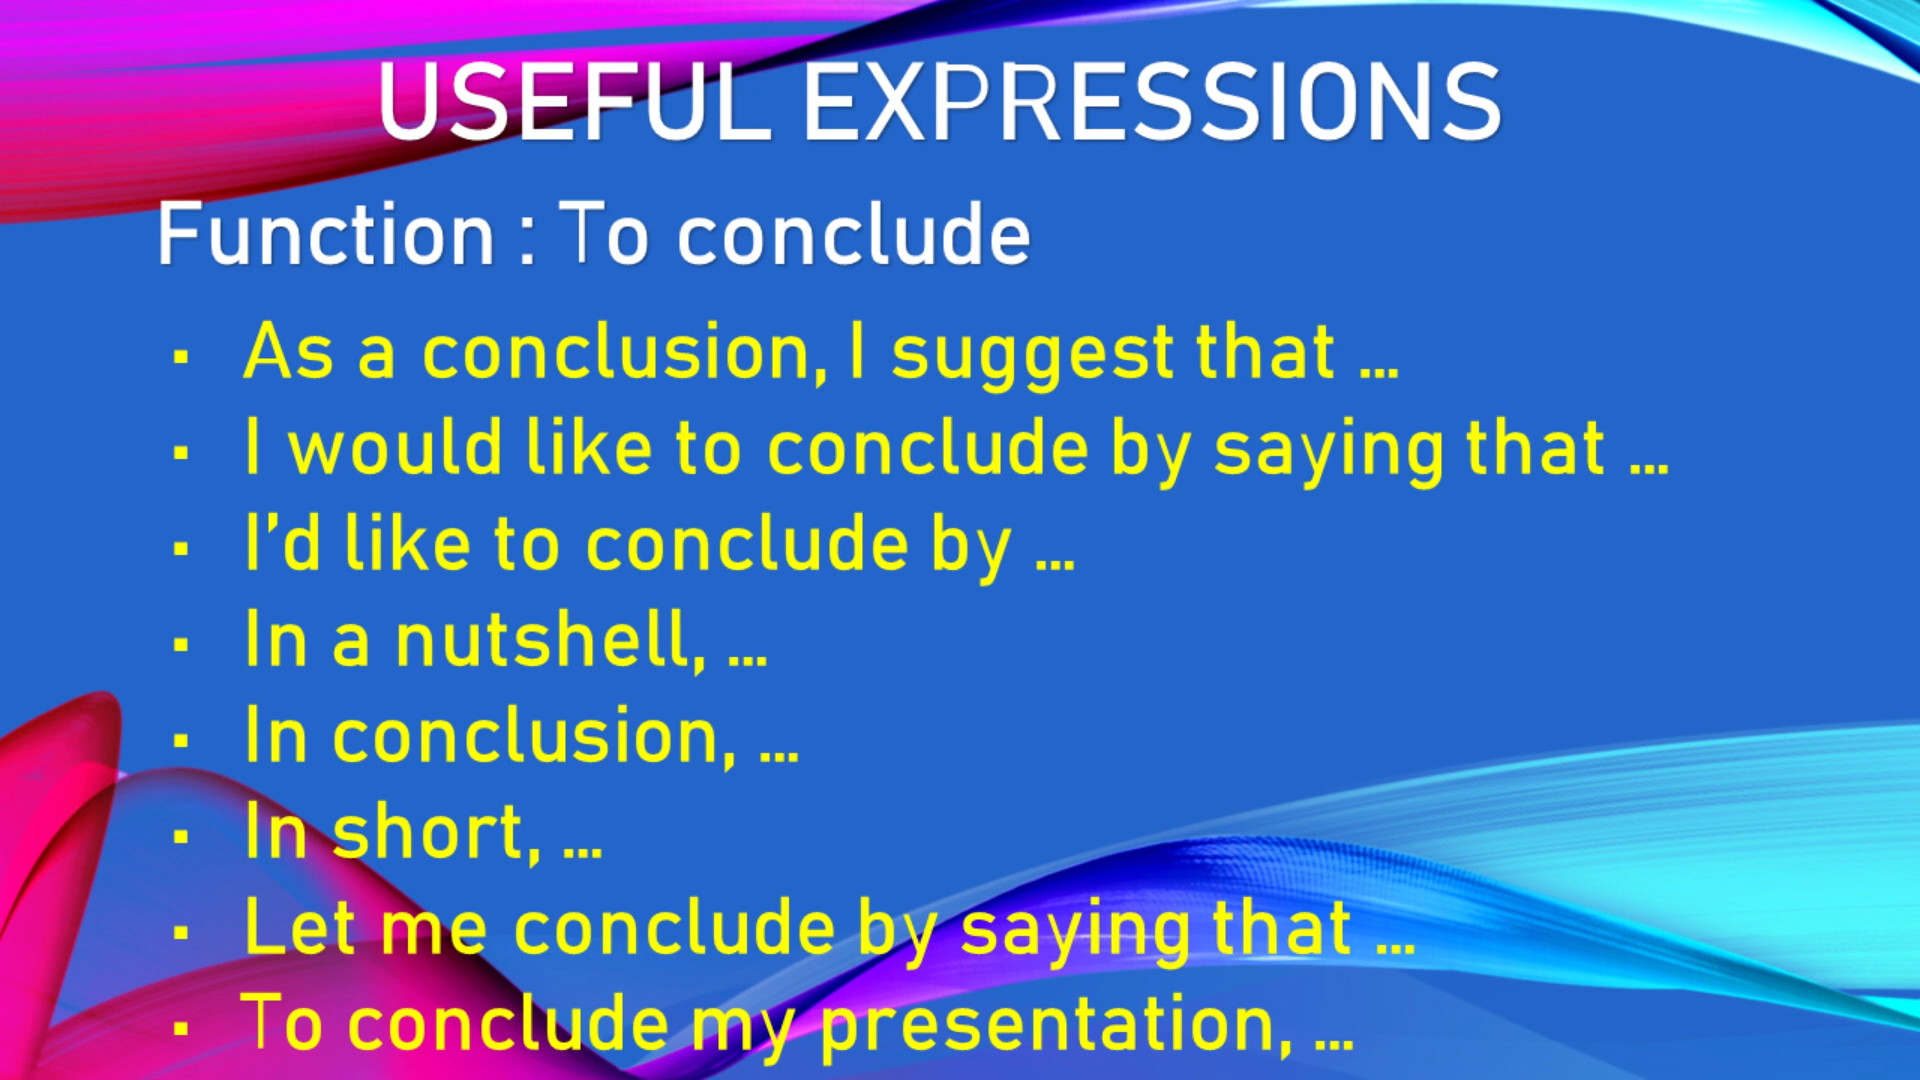 USEFUL EXPRESSIONS
Function : To conclude
▪ As a conclusion, I suggest that ...
▪ I would like to conclude by saying that ...
▪ I’d like to conclude by ...
▪ In a nutshell, ...
▪ In conclusion, ...
▪ In short, ...
▪ Let me conclude by saying that ...
▪ To conclude my presentation, ...